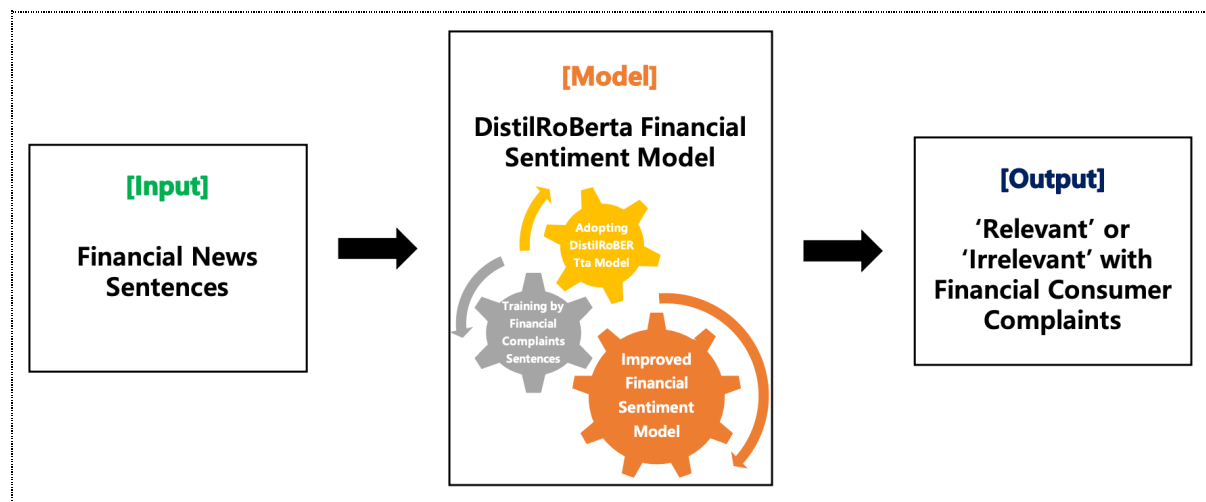 [Input]
Financial News
Sentences
[Model]
DistilRoBerta Financial
Sentiment Model
Adopting
DistilRoBER
Tta Model
Training by
Financial
Complaints
Sentences
Improved
Financial
Sentiment
Model
[Output]
‘Relevant’ or
‘Irrelevant’ with
Financial Consumer
Complaints